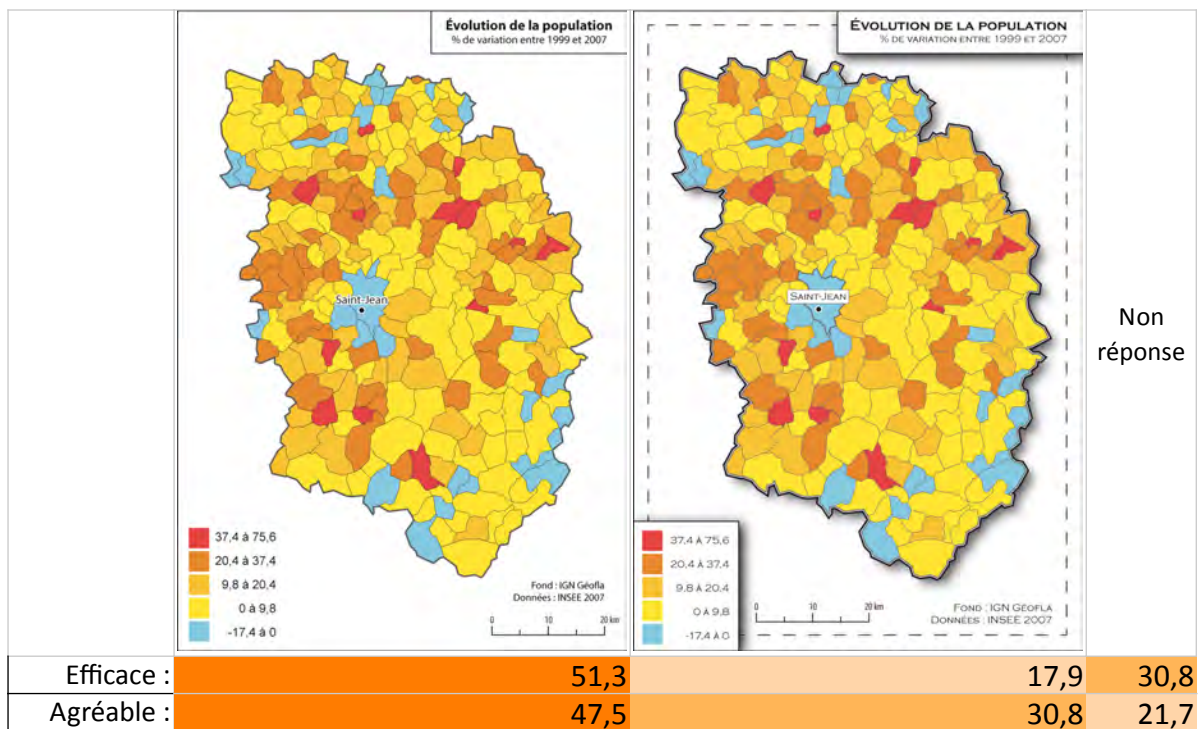 Évolution de la population
% de variation entre 1999 et 2007
Saint-Jean
37,4 à 75,6
20,4 à 37,4
9,8 à 20,4
0 à 9,8
-17,4 à 0
Fond : IGN Géofla
Données : INSEE 2007
0 10 20 km
ÉVOLUTION DE LA POPULATION
% DE VARIATION ENTRE 1999 ET 2007
SAINT-JEAN
37,4 À 75,6
20,4 À 37,4
9,8 À 20,4
0 À 9,8
-17,4 À 0
0 10 20 km
FOND : IGN GÉOFLA
DONNÉES : INSEE 2007
Non
réponse
Efficace : 51,3 17,9 30,8
Agréable : 47,5 30,8 21,7